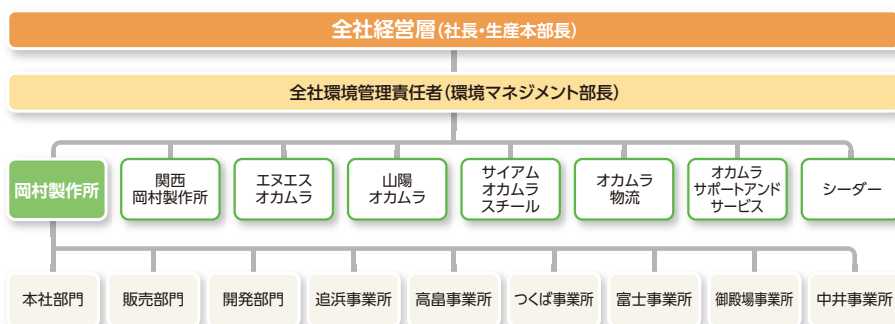 全社経営層(社長・生産本部長)
全社環境管理責任者(環境マネジメント部長)
岡村製作所
関西
岡村製作所
エヌエス
オカムラ
山陽
オカムラ
サイアム
オカムラ
スチール
オカムラ
物流
オカムラ
サポートアンド
サービス
シーダー
本社部門
販売部門
開発部門
追浜事業所
高畠事業所
つくば事業所
富士事業所
御殿場事業所
中井事業所